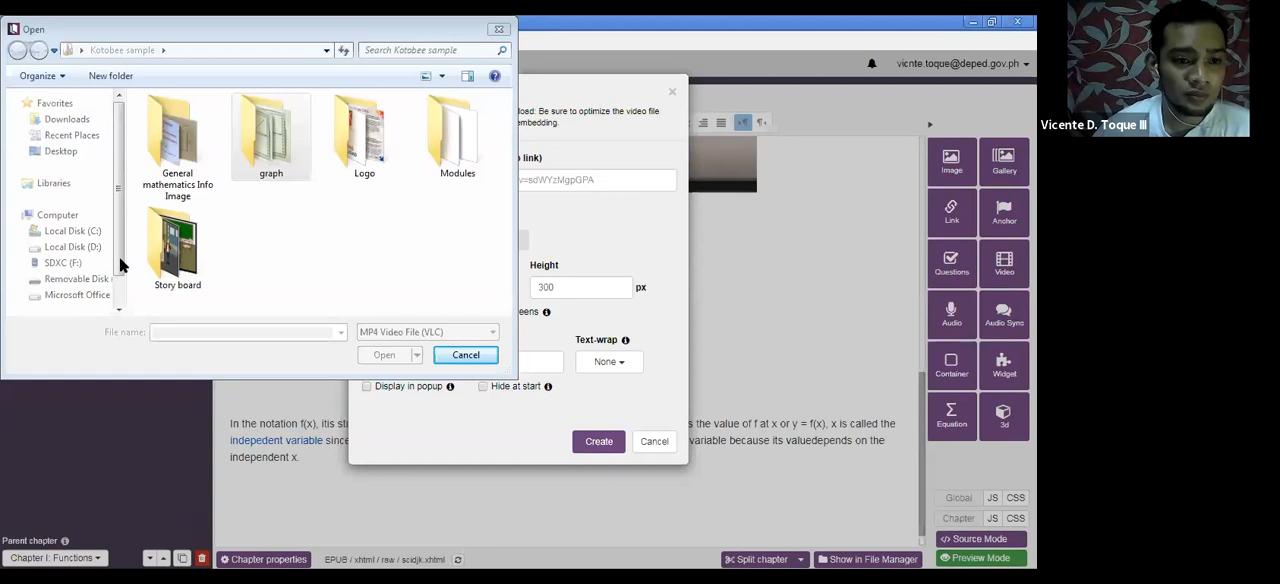 Open
Kotobee sample
Search Kotobee sample
Organize
New folder
Favorites
Downloads
Recent Places
Desktop
Libraries
Computer
Local Disk (C:)
Local Disk (D:)
SDXC (F:)
Removable Disk
Microsoft Office
General mathematics Info Image
graph
Logo
Modules
Story board
File name:
MP4 Video File (VLC)
Open
Cancel
vicnte.toque@deped.gov.ph
load: Be sure to optimize the video file
embedding.
link)
v=sdWYzMgpGPA
Height
300
px
eens
Text-wrap
None
Display in popup
Hide at start
Create
Cancel
In the notation f(x), itis
s the value of f at x or y = f(x), x is called the
indepedent variable since
variable because its valuedepends on the
independent x.
Image
Gallery
Link
Anchor
Questions
Video
Audio
Audio Sync
Container
Widget
Equation
3d
Global
JS
CSS
Chapter
JS
CSS
Source Mode
Preview Mode
Parent chapter
Chapter I: Functions
Chapter properties
EPUB / xhtml / raw / scidjk.xhtml
Split chapter
Show in File Manager
Vicente D. Toque III